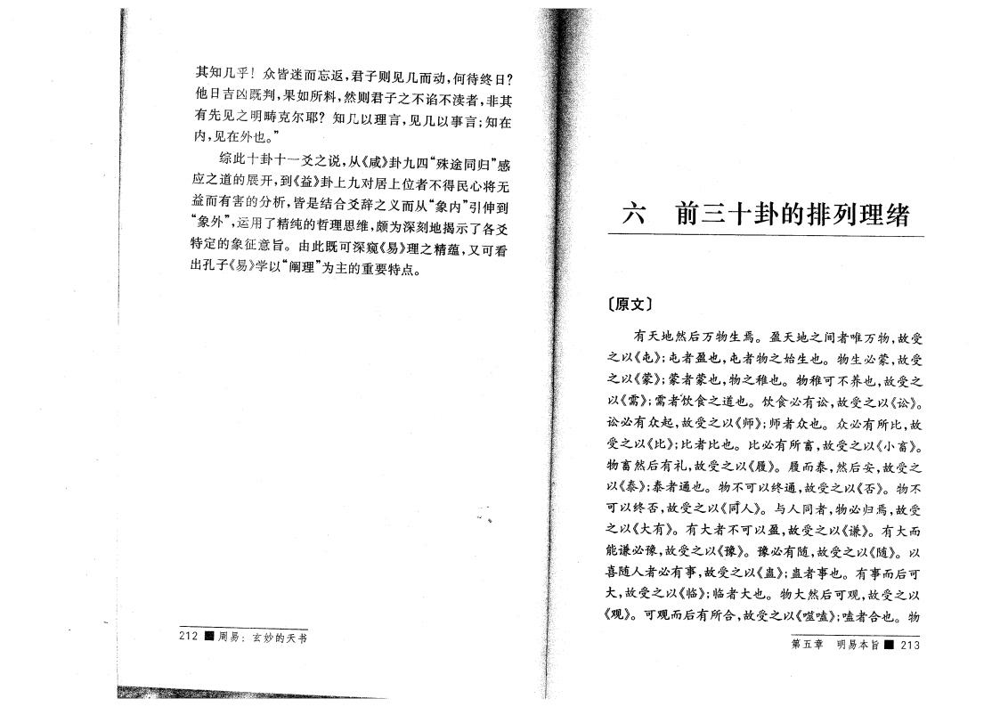 其知几乎！众皆迷而忘返，君子则见几而动，何待终日？
他日吉凶既判，果如所料，然则君子之不谄不渎者，非其
有先见之明畴克尔耶？知几以理言，见几以事言；知在
内，见在外也。”
综此十卦十一爻之说，从《咸》卦九四“殊途同归”感
应之道的展开，到《益》卦上九对居上位者不得民心将无
益而有害的分析，皆是结合爻辞之义而从“象内”引伸到
“象外”，运用了精纯的哲理思维，颇为深刻地揭示了各爻
特定的象征意旨。由此既可深窥《易》理之精蕴，又可看
出孔子《易》学以“阐理”为主的重要特点。
212 ■ 周易：玄妙的天书
六 前三十卦的排列理绪
〔原文〕
有天地然后万物生焉。盈天地之间者唯万物，故受
之以《屯》；屯者盈也，屯者物之始生也。物生必蒙，故受
之以《蒙》；蒙者蒙也，物之稚也。物稚可不养也，故受之
以《需》；需者饮食之道也。饮食必有讼，故受之以《讼》。
讼必有众起，故受之以《师》；师者众也。众必有所比，故
受之以《比》；比者比也。比必有所畜，故受之以《小畜》。
物畜然后有礼，故受之以《履》。履而泰，然后安，故受之
以《泰》；泰者通也。物不可以终通，故受之以《否》。物不
可以终否，故受之以《同人》。与人同者，物必归焉，故受
之以《大有》。有大者不可以盈，故受之以《谦》。有大而
能谦必豫，故受之以《豫》。豫必有随，故受之以《随》。以
喜随人者必有事，故受之以《蛊》；蛊者事也。有事而后可
大，故受之以《临》；临者大也。物大然后可观，故受之以
《观》。可观而后有所合，故受之以《噬嗑》；嗑者合也。物
第五章 明易本旨 ■ 213